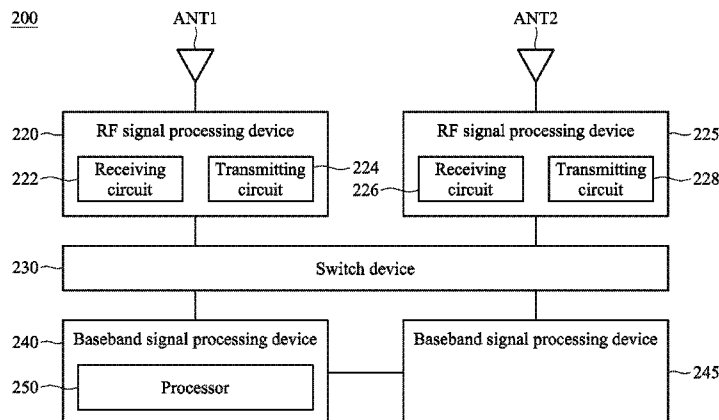 200
ANT1
ANT2
220
RF signal processing device
RF signal processing device
225
222
Receiving
circuit
Transmitting
circuit
224
226
Receiving
circuit
Transmitting
circuit
228
230
Switch device
240
Baseband signal processing device
Baseband signal processing device
245
250
Processor